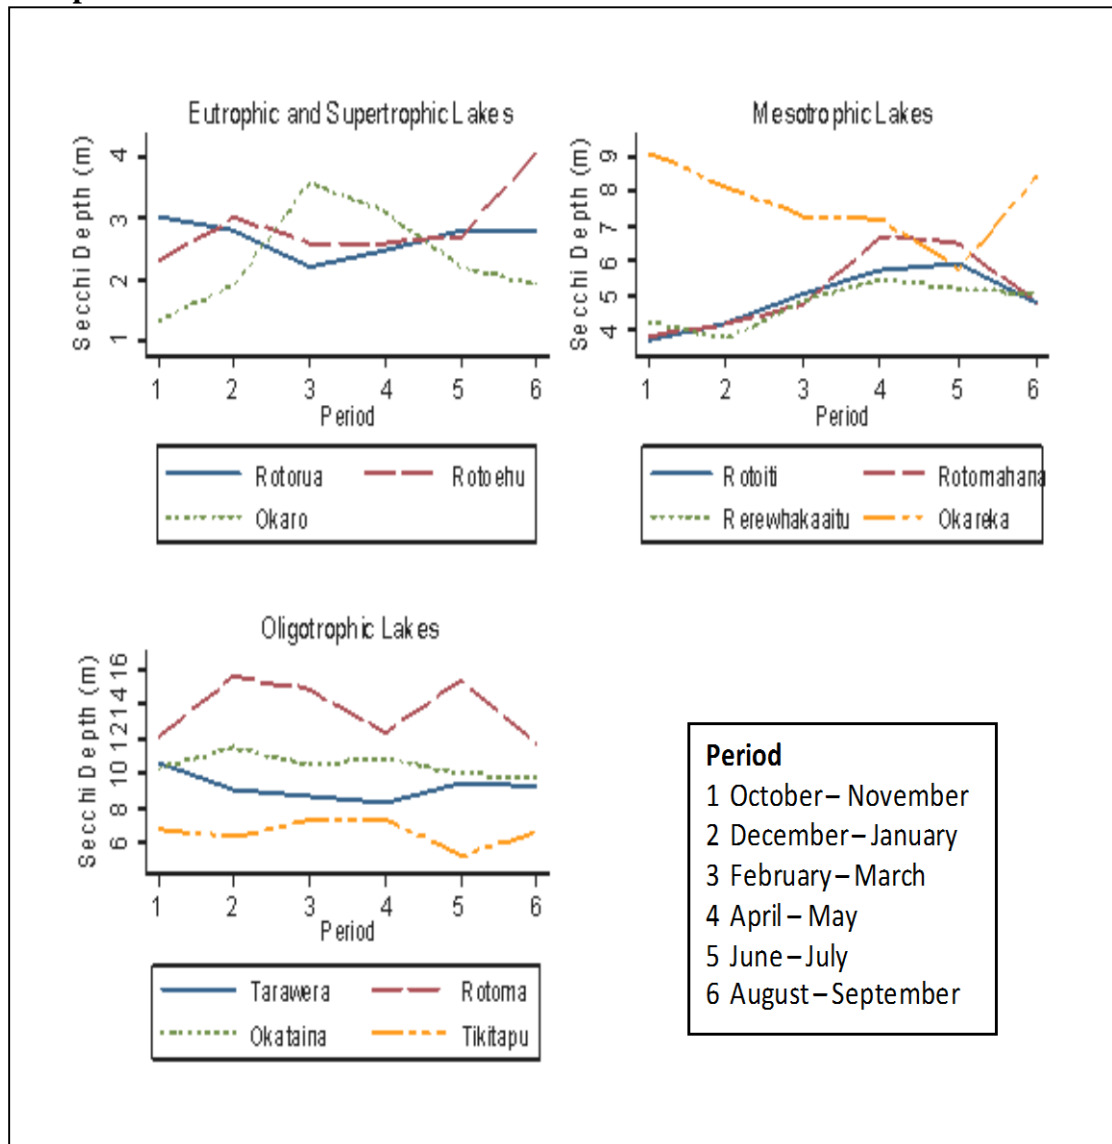 Eutrophic and Supertrophic Lakes
Secchi Depth (m)
4
3
2
1
1 2 3 4 5 6
Period
Rotorua Rotoehu
Okaro
Mesotrophic Lakes
Secchi Depth (m)
9
8
7
6
5
4
1 2 3 4 5 6
Period
Rotoiti Rotomahana
Rerewhakaaitu Okareka
Oligotrophic Lakes
Secchi Depth (m)
16
14
12
10
8
6
1 2 3 4 5 6
Period
Tarawera Rotoma
Okataina Tikitapu
Period
1 October – November
2 December – January
3 February – March
4 April – May
5 June – July
6 August – September